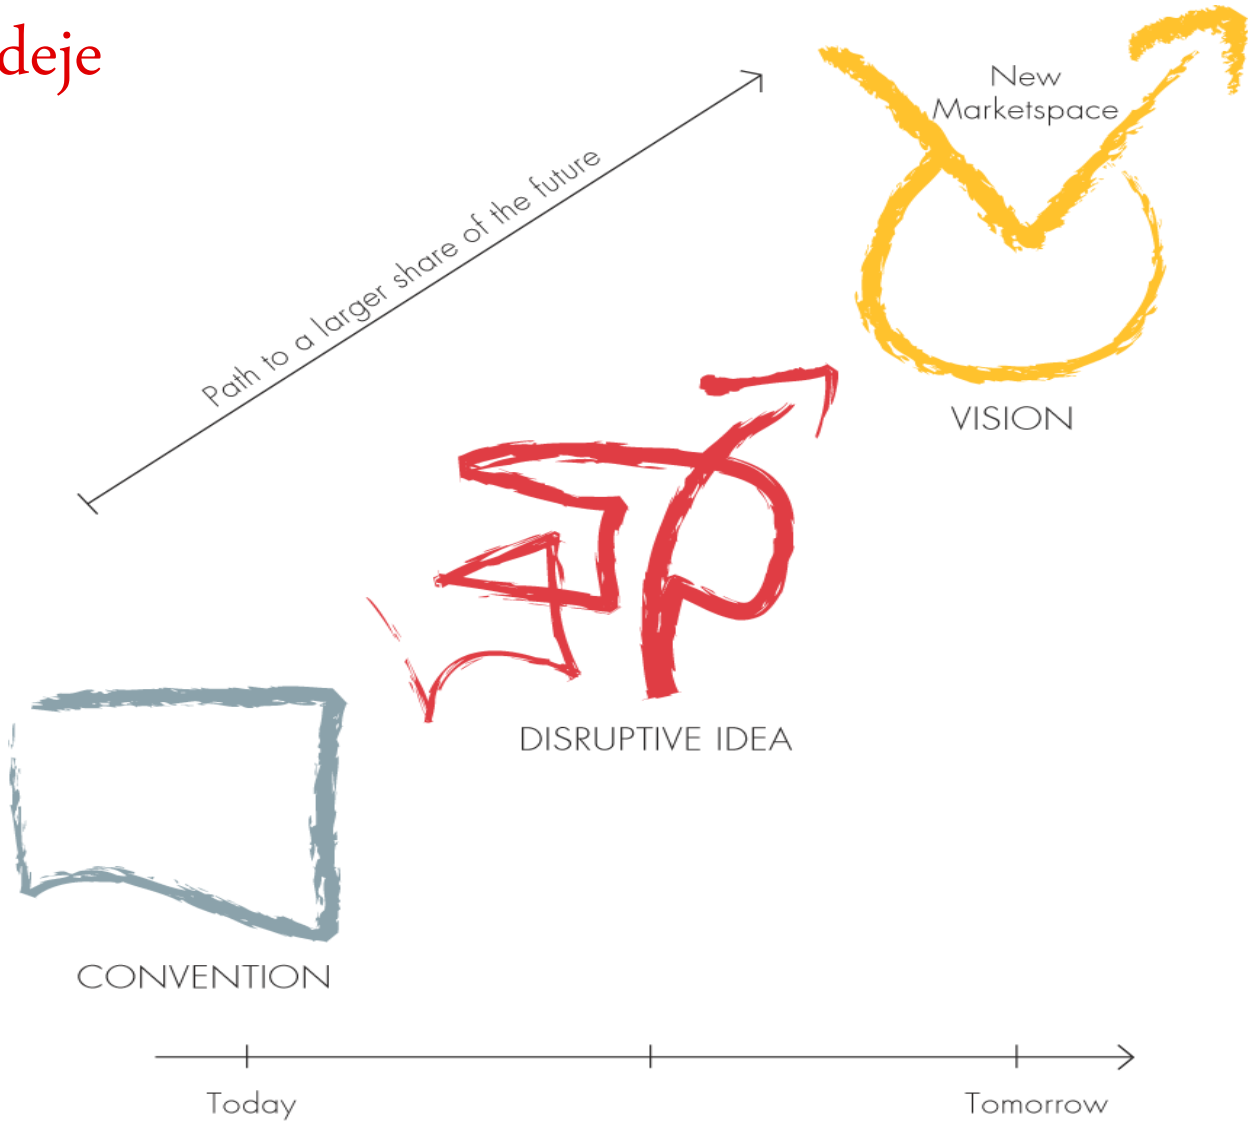 deje
New
Marketspace
Path to a larger share of the future
VISION
DISRUPTIVE IDEA
CONVENTION
Today
Tomorrow